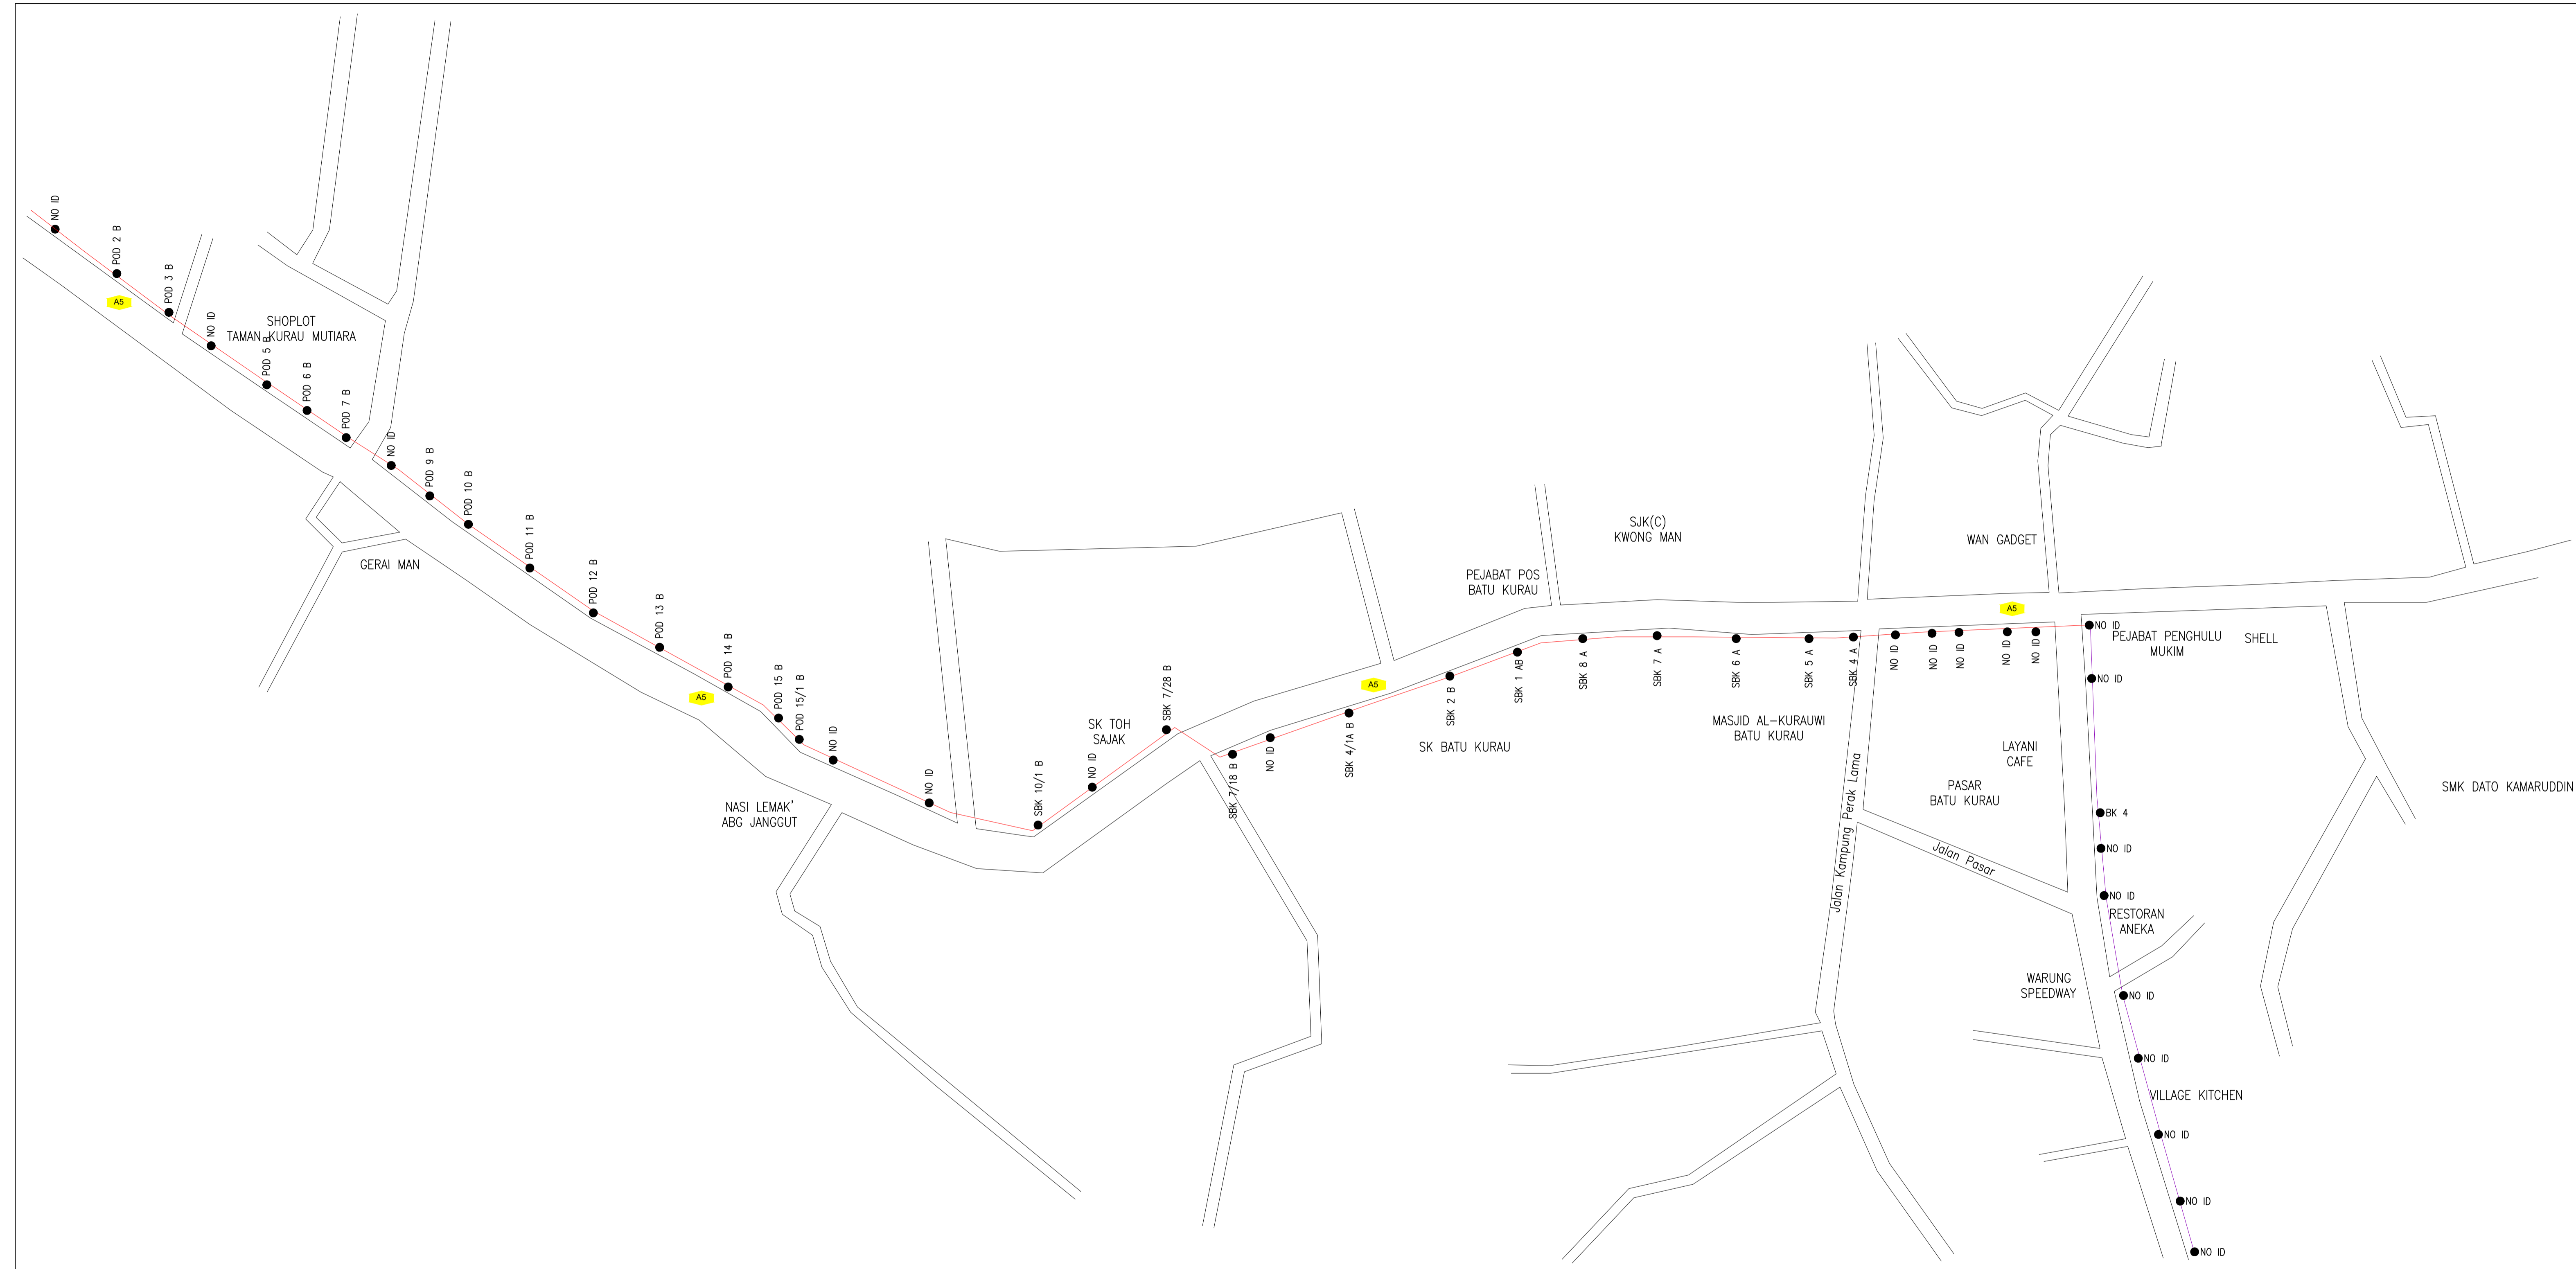 NO ID
POD 2 B
A5
POD 3 B
NO ID
SHOPLOT
TAMAN KURAU MUTIARA
POD 5 B
POD 6 B
POD 7 B
NO ID
POD 9 B
POD 10 B
GERAI MAN
POD 11 B
POD 12 B
POD 13 B
POD 14 B
A5
POD 15 B
POD 15/1 B
NO ID
NASI LEMAK'
ABG JANGGUT
NO ID
SBK 10/1 B
NO ID
SK TOH
SAJAK
SBK 7/28 B
SBK 7/18 B
NO ID
SBK 4/1A B
A5
SBK 2 B
SK BATU KURAU
PEJABAT POS
BATU KURAU
SBK 1 AB
SBK 8 A
SJK(C)
KWONG MAN
SBK 7 A
SBK 6 A
MASJID AL-KURAUWI
BATU KURAU
SBK 5 A
SBK 4 A
Jalan Kampung Perak Lama
NO ID
NO ID
NO ID
NO ID
NO ID
WAN GADGET
A5
LAYANI
CAFE
PASAR
BATU KURAU
Jalan Pasar
NO ID
PEJABAT PENGHULU
MUKIM
SHELL
NO ID
SMK DATO KAMARUDDIN
BK 4
NO ID
NO ID
RESTORAN
ANEKA
WARUNG
SPEEDWAY
NO ID
NO ID
VILLAGE KITCHEN
NO ID
NO ID
NO ID